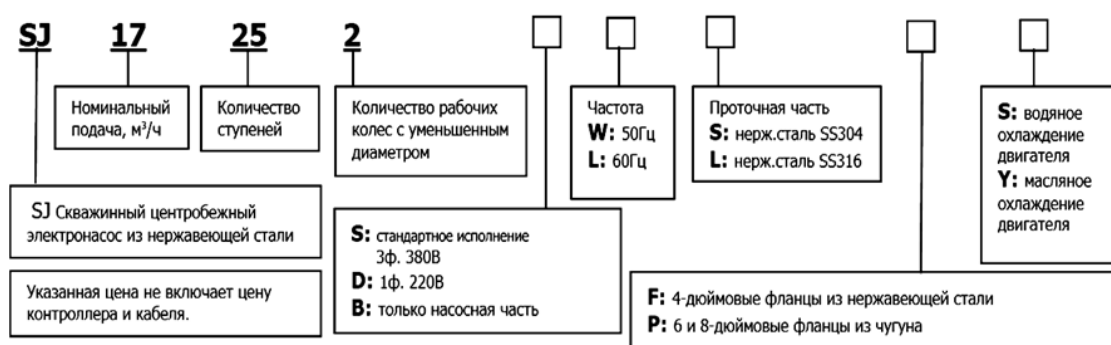 SJ 17 25 2
Номинальный
подача, м³/ч
Количество
ступеней
Количество рабочих
колес с уменьшенным
диаметром
Частота
W: 50Гц
L: 60Гц
Проточная часть
S: нерж.сталь SS304
L: нерж.сталь SS316
S: водяное
охлаждение
двигателя
Y: масляное
охлаждение
двигателя
SJ Скважинный центробежный
электронасос из нержавеющей стали
S: стандартное исполнение
3ф. 380В
D: 1ф. 220В
B: только насосная часть
Указанная цена не включает цену
контроллера и кабеля.
F: 4-дюймовые фланцы из нержавеющей стали
P: 6 и 8-дюймовые фланцы из чугуна